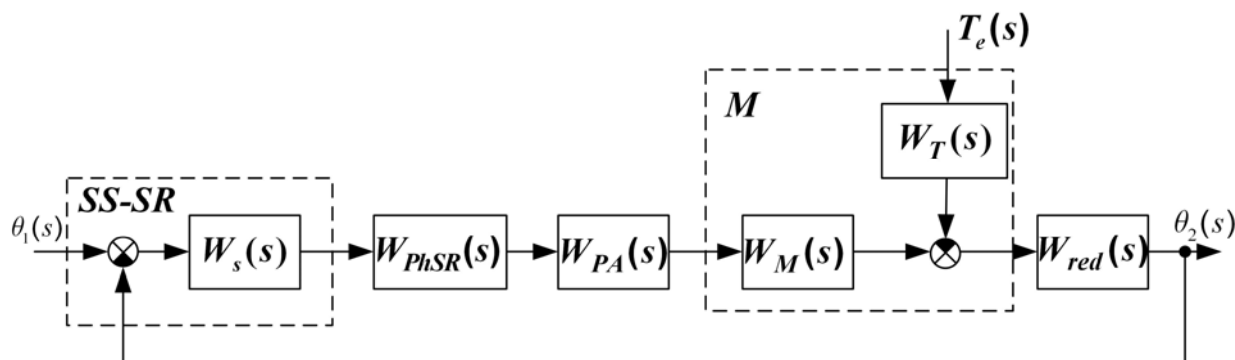 T_e(s)
M
W_T(s)
SS-SR
θ_1(s)
W_s(s)
W_PhSR(s)
W_PA(s)
W_M(s)
W_red(s)
θ_2(s)